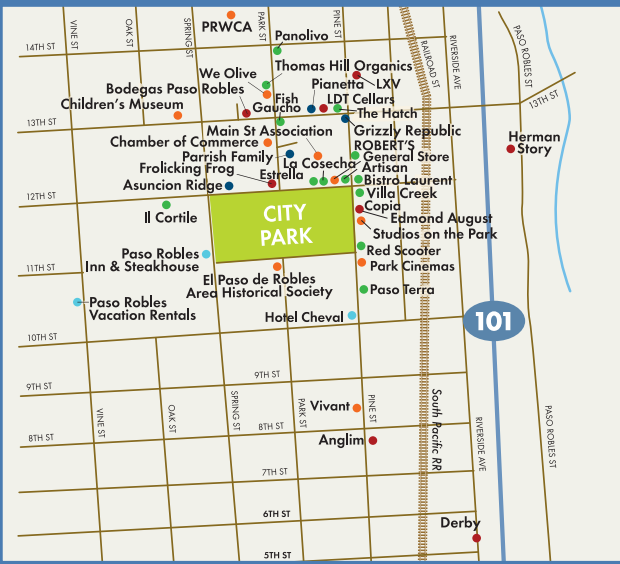 VINE ST
OAK ST
SPRING ST
PRWCA
PARK ST
PINE ST
PASO ROBLES ST
14TH ST
Panolivo
RAILROAD ST
RIVERSIDE AVE
We Olive
Thomas Hill Organics
LXV
Bodegas Paso Robles
Pianetta
Children's Museum
Gaucho
Fish
LDT Cellars
The Hatch
13TH ST
13TH ST
Main St Association
Grizzly Republic
Chamber of Commerce
ROBERT'S
Herman
Story
Parrish Family
La Cosecha
General Store
Frolicking Frog
Estrella
Artisan
Asuncion Ridge
Bistro Laurent
12TH ST
Villa Creek
Il Cortile
CITY
PARK
Copia
Edmond August
Studios on the Park
Paso Robles
Inn & Steakhouse
Red Scooter
11TH ST
Park Cinemas
El Paso de Robles
Area Historical Society
Paso Terra
Paso Robles
Vacation Rentals
Hotel Cheval
101
10TH ST
9TH ST
9TH ST
South Pacific RR
VINE ST
OAK ST
SPRING ST
PARK ST
PINE ST
RIVERSIDE AVE
PASO ROBLES ST
Vivant
8TH ST
8TH ST
Anglim
7TH ST
6TH ST
Derby
5TH ST